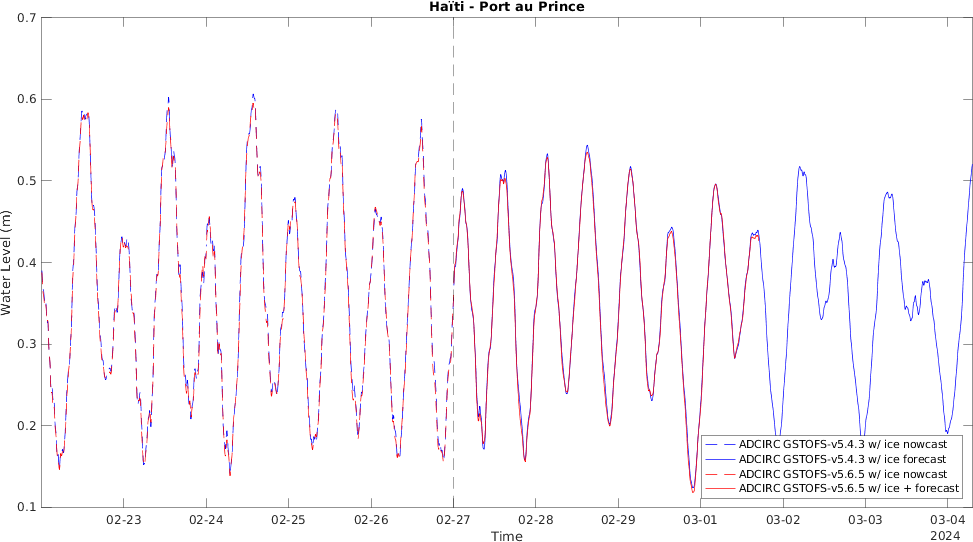 Haïti - Port au Prince
0.7
0.6
0.5
0.4
0.3
0.2
0.1
Water Level (m)
ADCIRC GSTOFS-v5.4.3 w/ ice nowcast
ADCIRC GSTOFS-v5.4.3 w/ ice forecast
ADCIRC GSTOFS-v5.6.5 w/ ice nowcast
ADCIRC GSTOFS-v5.6.5 w/ ice + forecast
02-23 02-24 02-25 02-26 02-27 02-28 02-29 03-01 03-02 03-03 03-04
Time 2024